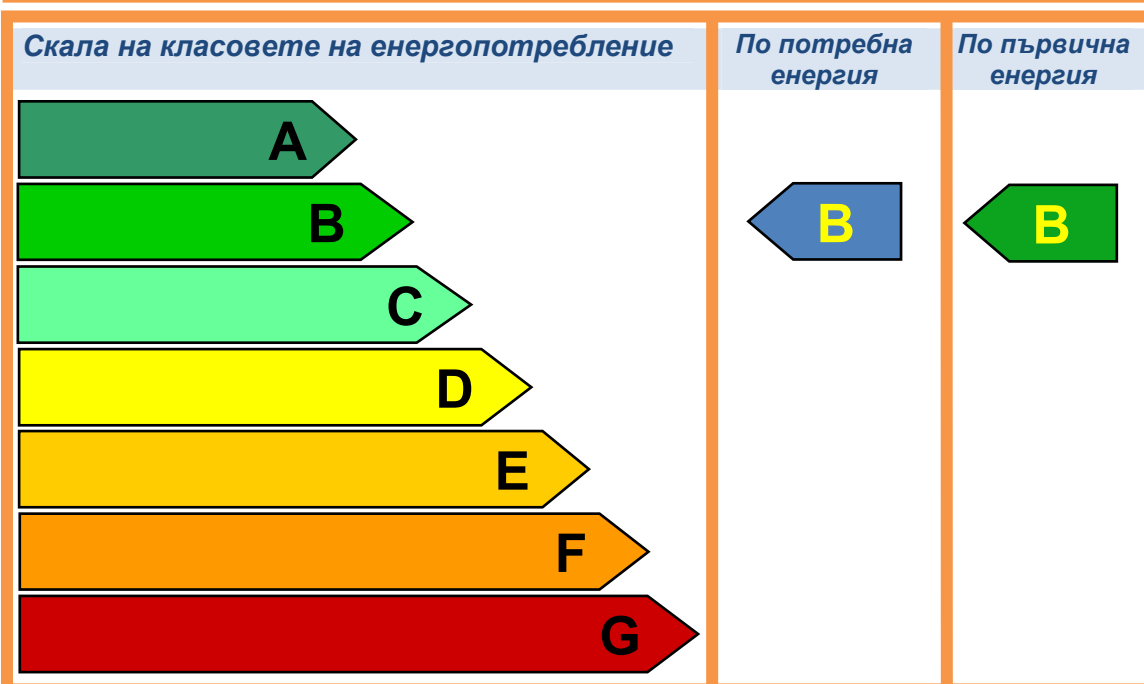 Скала на класовете на енергопотребление
По потребна
енергия
По първична
енергия
A
B
B
B
C
D
E
F
G